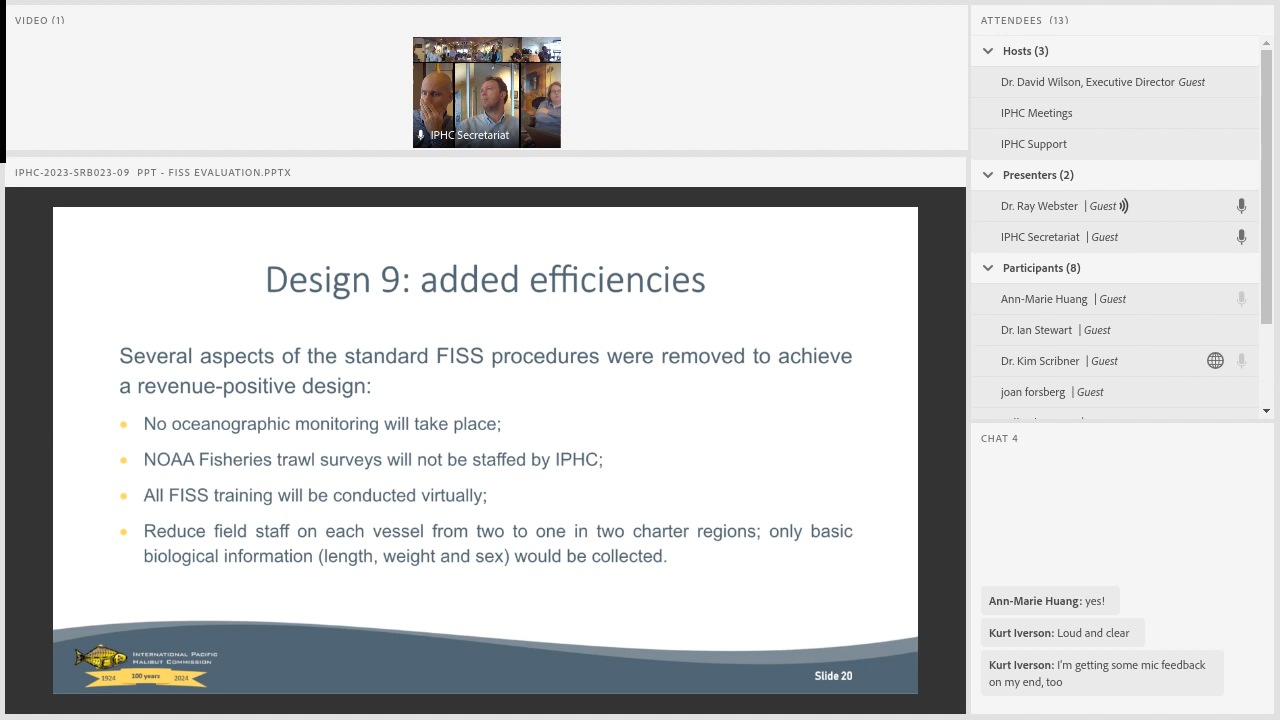 VIDEO (1)
IPHC Secretariat
IPHC-2023-SRB023-09 PPT - FISS EVALUATION.PPTX
Design 9: added efficiencies
Several aspects of the standard FISS procedures were removed to achieve
a revenue-positive design:
No oceanographic monitoring will take place;
NOAA Fisheries trawl surveys will not be staffed by IPHC;
All FISS training will be conducted virtually;
Reduce field staff on each vessel from two to one in two charter regions; only basic
biological information (length, weight and sex) would be collected.
INTERNATIONAL PACIFIC
HALIBUT COMMISSION
1924 100 years 2024
Slide 20
ATTENDEES (13)
Hosts (3)
Dr. David Wilson, Executive Director Guest
IPHC Meetings
IPHC Support
Presenters (2)
Dr. Ray Webster | Guest
IPHC Secretariat | Guest
Participants (8)
Ann-Marie Huang | Guest
Dr. Ian Stewart | Guest
Dr. Kim Scribner | Guest
joan forsberg | Guest
CHAT 4
Ann-Marie Huang: yes!
Kurt Iverson: Loud and clear
Kurt Iverson: I'm getting some mic feedback
on my end, too